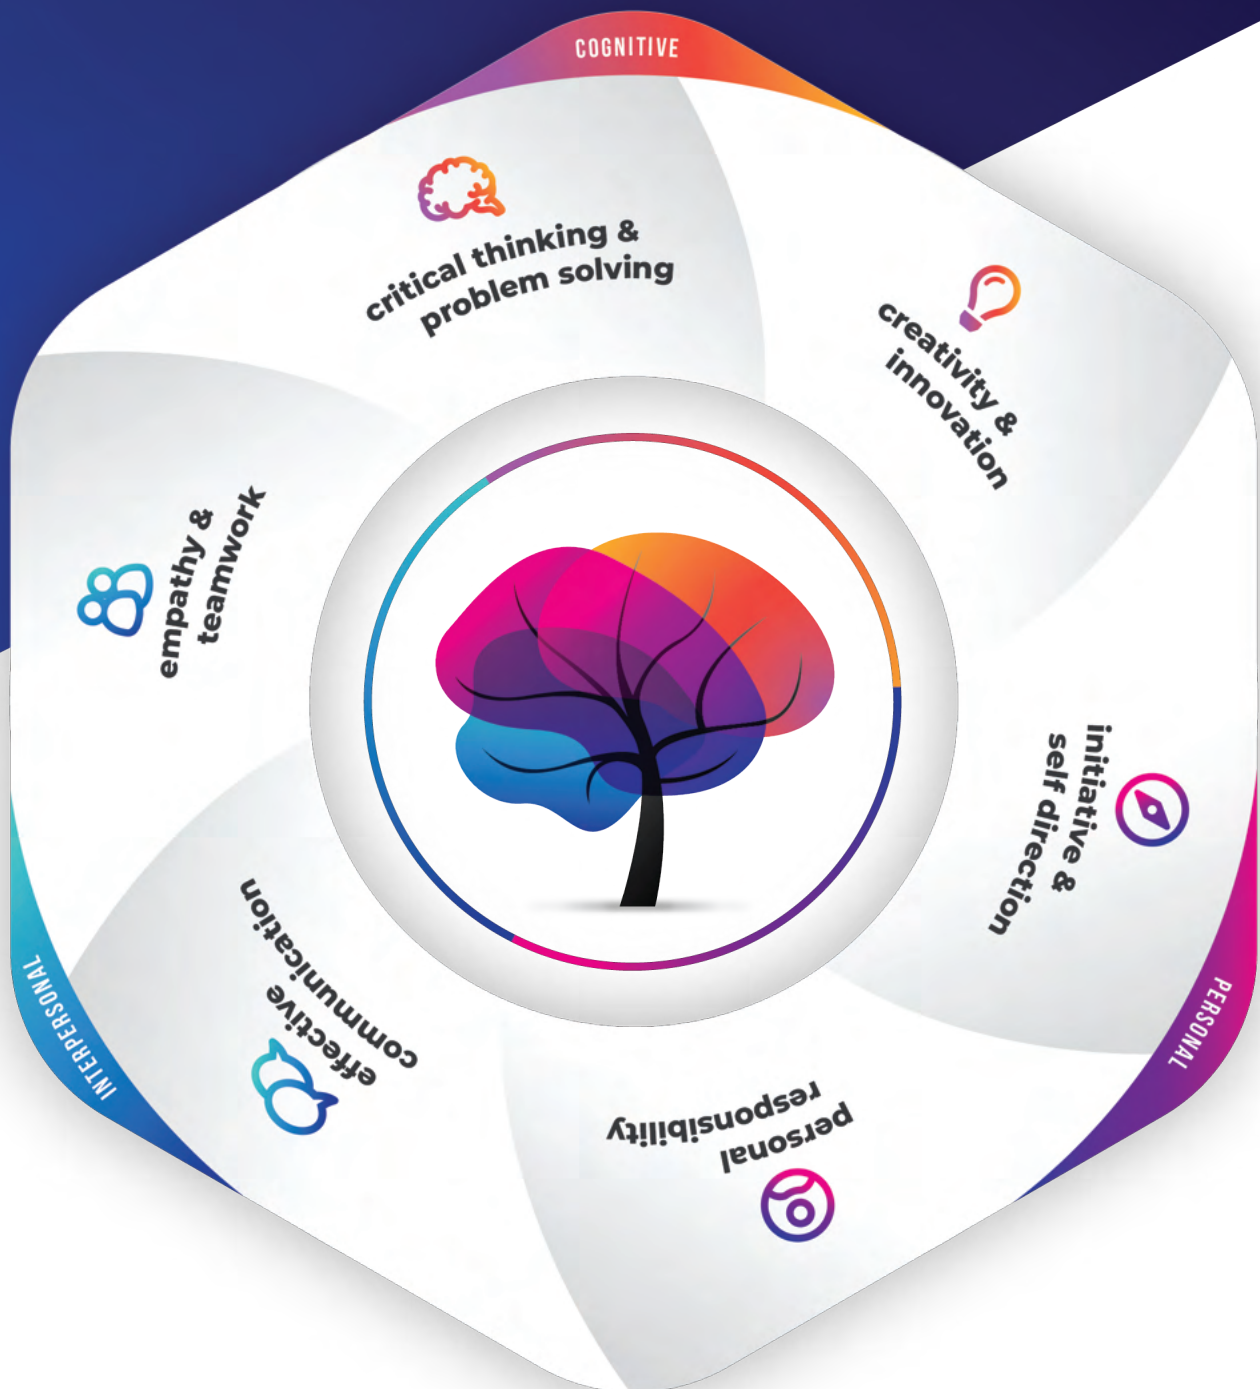 COGNITIVE
critical thinking &
problem solving
creativity &
innovation
initiative &
self direction
PERSONAL
personal
responsibility
effective
communication
INTERPERSONAL
empathy &
teamwork